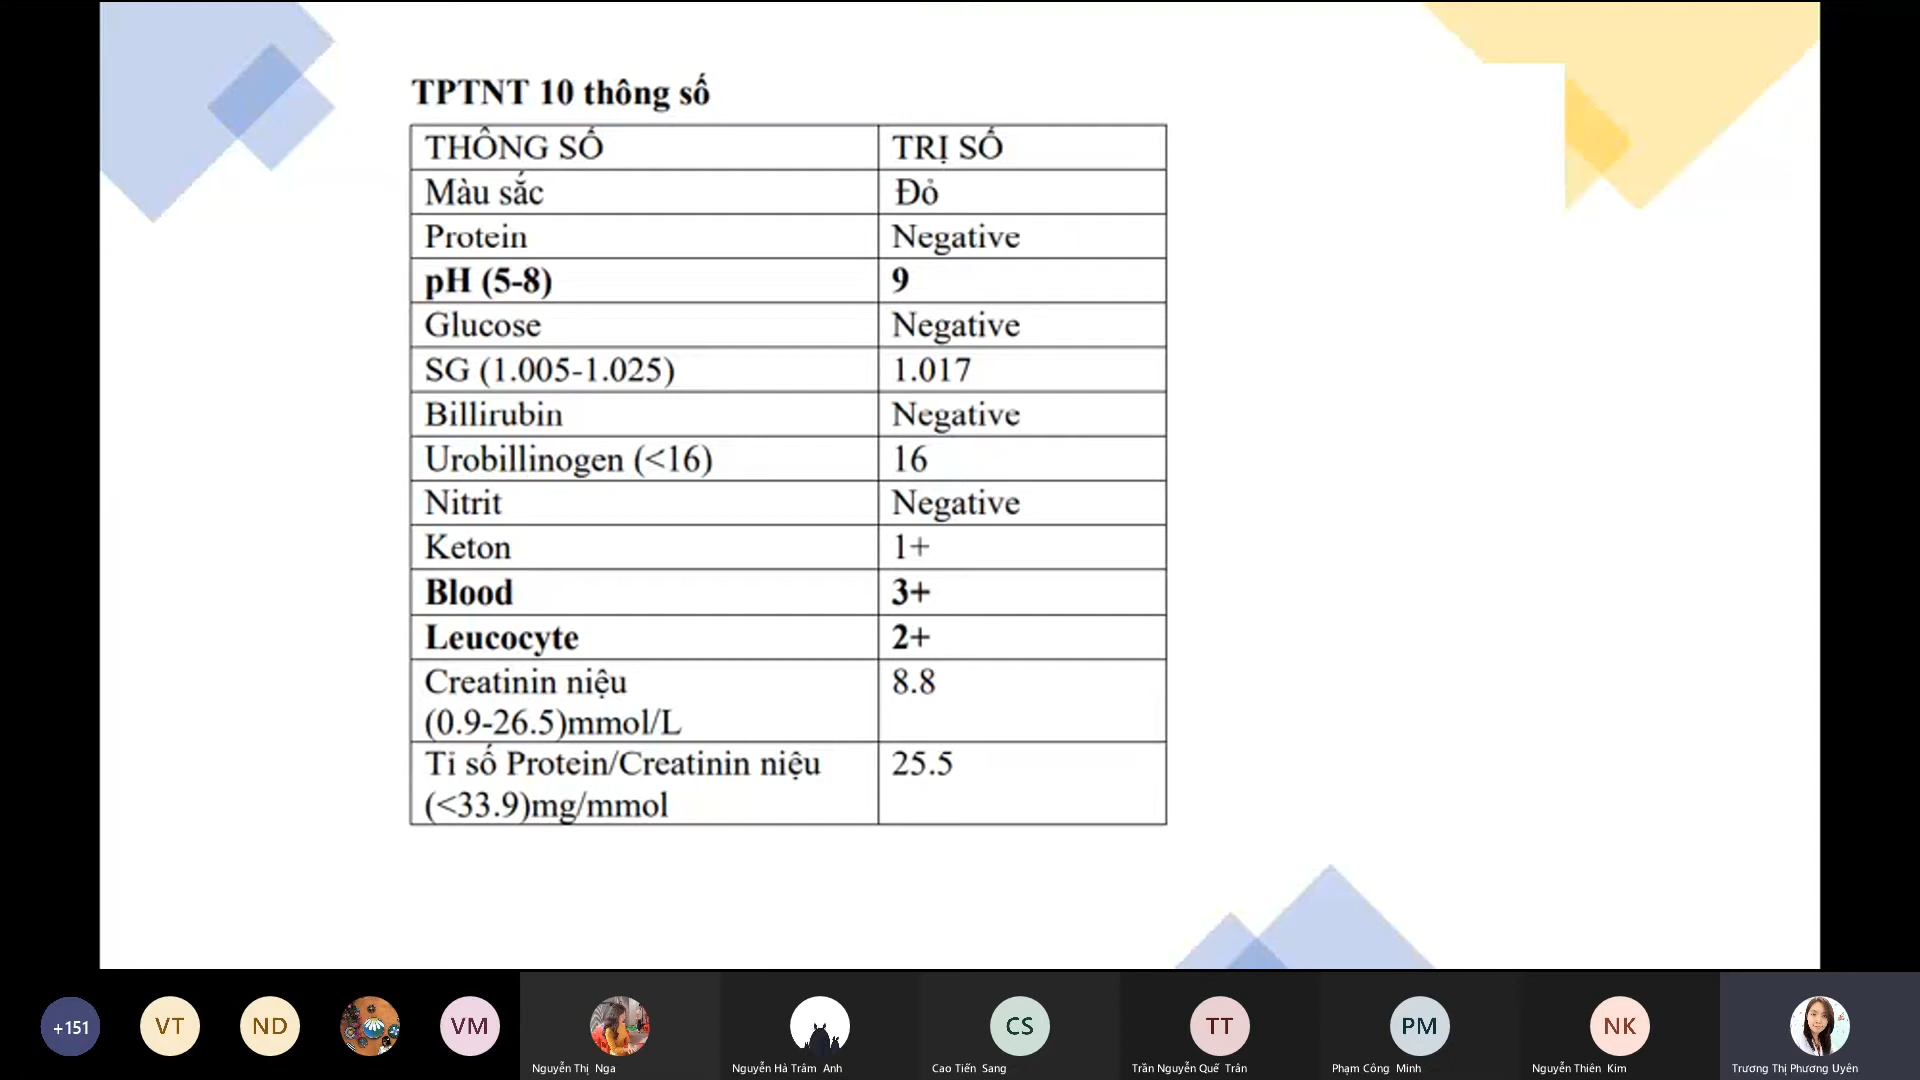 TPTNT 10 thông số
THÔNG SỐ TRỊ SỐ
Màu sắc Đỏ
Protein Negative
pH (5-8) 9
Glucose Negative
SG (1.005-1.025) 1.017
Billirubin Negative
Urobillinogen (<16) 16
Nitrit Negative
Keton 1+
Blood 3+
Leucocyte 2+
Creatinin niệu 8.8
(0.9-26.5)mmol/L
Tỉ số Protein/Creatinin niệu 25.5
(<33.9)mg/mmol
+151 VT ND VM CS TT PM NK
Nguyễn Thị Nga Nguyễn Hà Trâm Anh Cao Tiến Sang Trần Nguyễn Quế Trân Phạm Công Minh Nguyễn Thiên Kim Trương Thị Phương Uyên